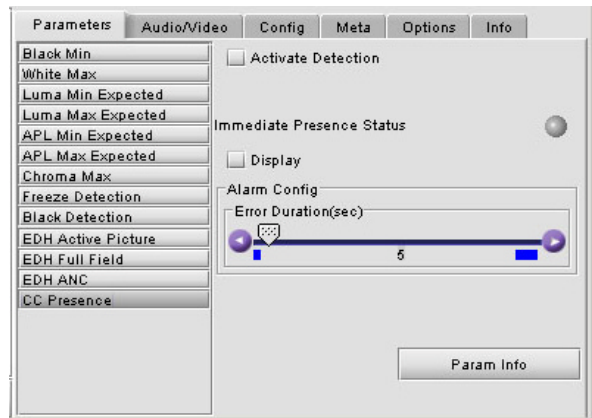 Parameters Audio/Video Config Meta Options Info
Black Min
White Max
Luma Min Expected
Luma Max Expected
APL Min Expected
APL Max Expected
Chroma Max
Freeze Detection
Black Detection
EDH Active Picture
EDH Full Field
EDH ANC
CC Presence
Activate Detection
Immediate Presence Status
Display
Alarm Config
Error Duration(sec)
5
Param Info